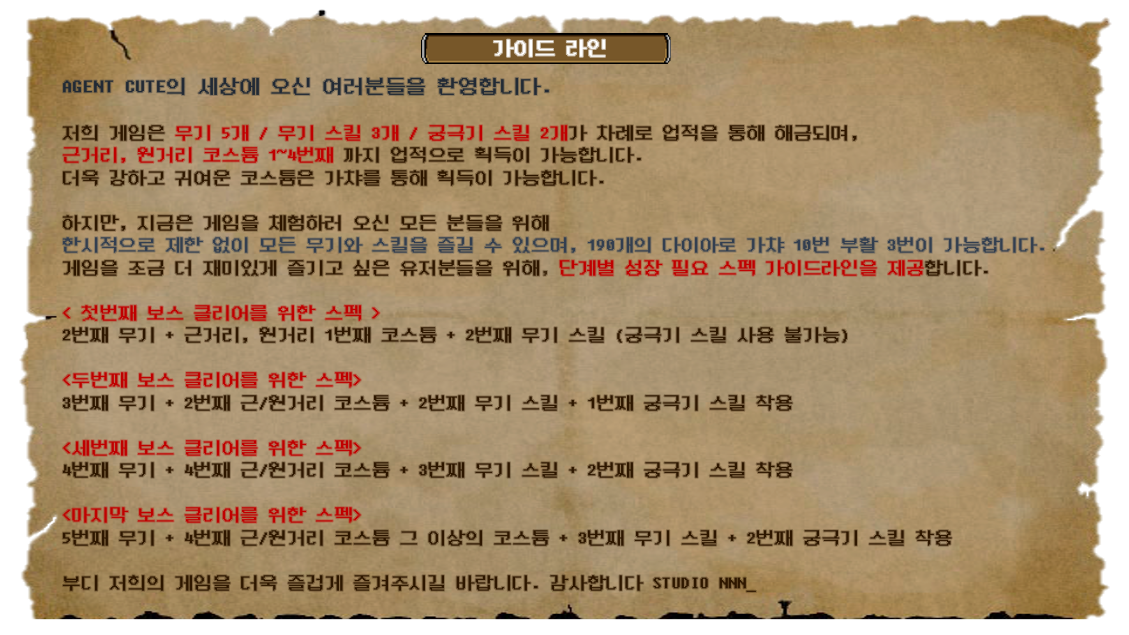 가이드 라인
AGENT CUTE의 세상에 오신 여러분들을 환영합니다.
저희 게임은 무기 5개 / 무기 스킬 3개 / 궁극기 스킬 2개가 차례로 업적을 통해 해금되며,
근거리, 원거리 코스튬 1~4번째 까지 업적으로 획득이 가능합니다.
더욱 강하고 귀여운 코스튬은 가챠를 통해 획득이 가능합니다.
하지만, 지금은 게임을 체험하러 오신 모든 분들을 위해
한시적으로 제한 없이 모든 무기와 스킬을 즐길 수 있으며, 190개의 다이아로 가챠 10번 부활 3번이 가능합니다.
게임을 조금 더 재미있게 즐기고 싶은 유저분들을 위해, 단계별 성장 필요 스펙 가이드라인을 제공합니다.
< 첫번째 보스 클리어를 위한 스펙 >
2번째 무기 + 근거리, 원거리 1번째 코스튬 + 2번째 무기 스킬 (궁극기 스킬 사용 불가능)
<두번째 보스 클리어를 위한 스펙>
3번째 무기 + 2번째 근/원거리 코스튬 + 2번째 무기 스킬 + 1번째 궁극기 스킬 착용
<세번째 보스 클리어를 위한 스펙>
4번째 무기 + 4번째 근/원거리 코스튬 + 3번째 무기 스킬 + 2번째 궁극기 스킬 착용
<마지막 보스 클리어를 위한 스펙>
5번째 무기 + 4번째 근/원거리 코스튬 그 이상의 코스튬 + 3번째 무기 스킬 + 2번째 궁극기 스킬 착용
부디 저희의 게임을 더욱 즐겁게 즐겨주시길 바랍니다. 감사합니다 STUDIO NNN_